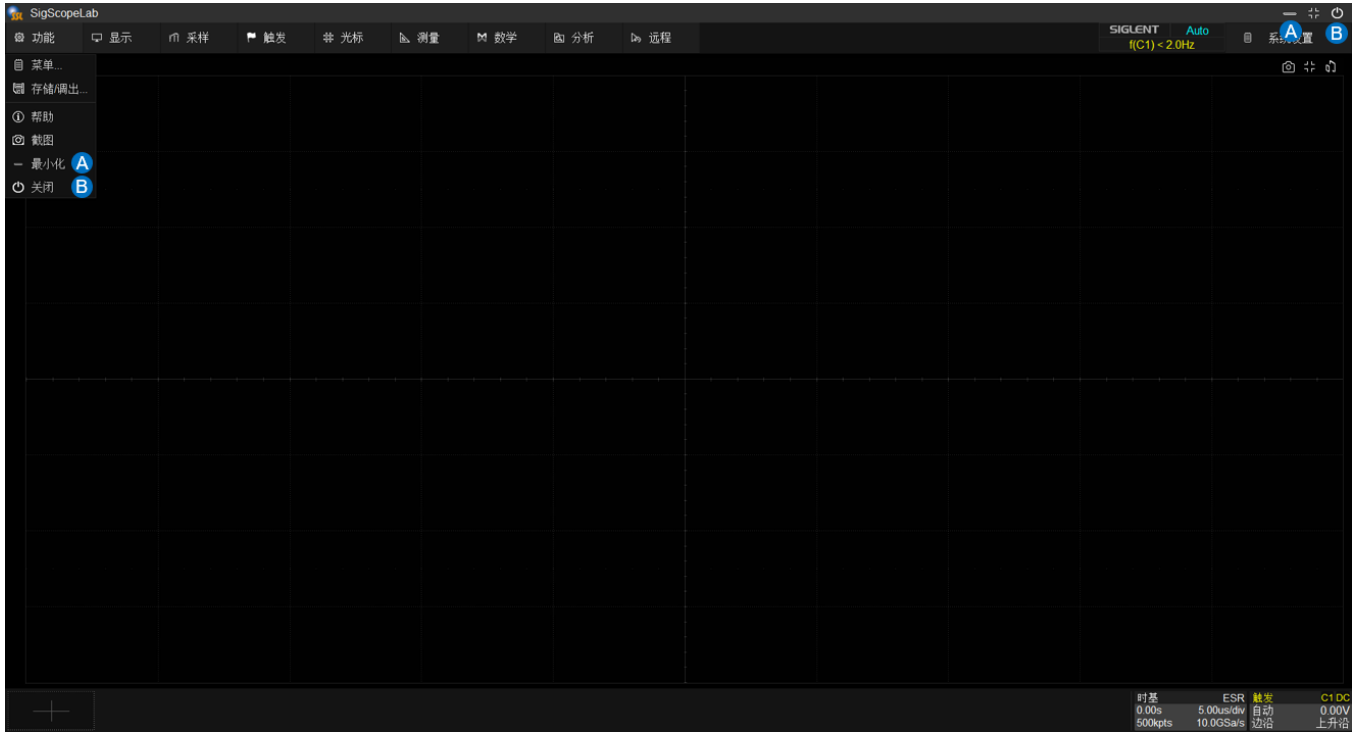 SigScopeLab
功能 显示 采样 触发 光标 测量 数学 分析 远程
SIGLENT Auto
f(C1) < 2.0Hz
A B
菜单...
存储/调出...
帮助
截图
最小化 A
关闭 B
时基 ESR 触发 C1 DC
0.00s 5.00us/div 自动 0.00V
500kpts 10.0GSa/s 边沿 上升沿